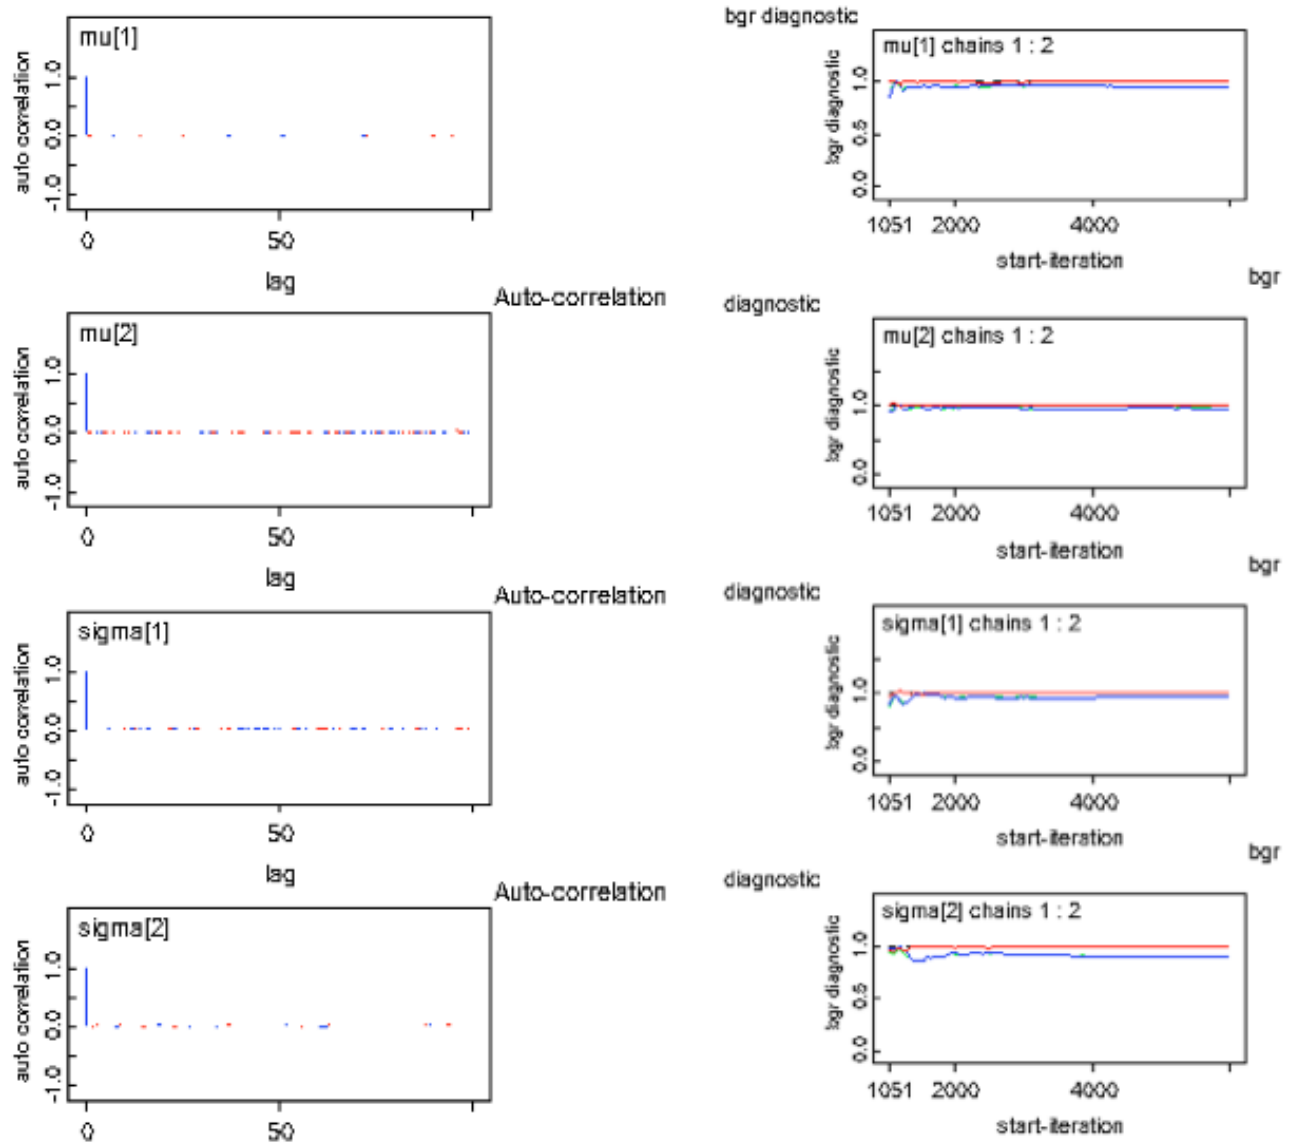 mu[1]
auto correlation
1.0
0.0
-1.0
0
50
lag
Auto-correlation
mu[2]
auto correlation
1.0
0.0
-1.0
0
50
lag
Auto-correlation
sigma[1]
auto correlation
1.0
0.0
-1.0
0
50
lag
Auto-correlation
sigma[2]
auto correlation
1.0
0.0
-1.0
0
50
bgr diagnostic
mu[1] chains 1 : 2
bgr diagnostic
1.0
0.5
0.0
1051 2000 4000
start-iteration
bgr
diagnostic
mu[2] chains 1 : 2
bgr diagnostic
1.0
0.0
1051 2000 4000
start-iteration
bgr
diagnostic
sigma[1] chains 1 : 2
bgr diagnostic
1.0
0.0
1051 2000 4000
start-iteration
bgr
diagnostic
sigma[2] chains 1 : 2
bgr diagnostic
1.0
0.5
0.0
1051 2000 4000
start-iteration